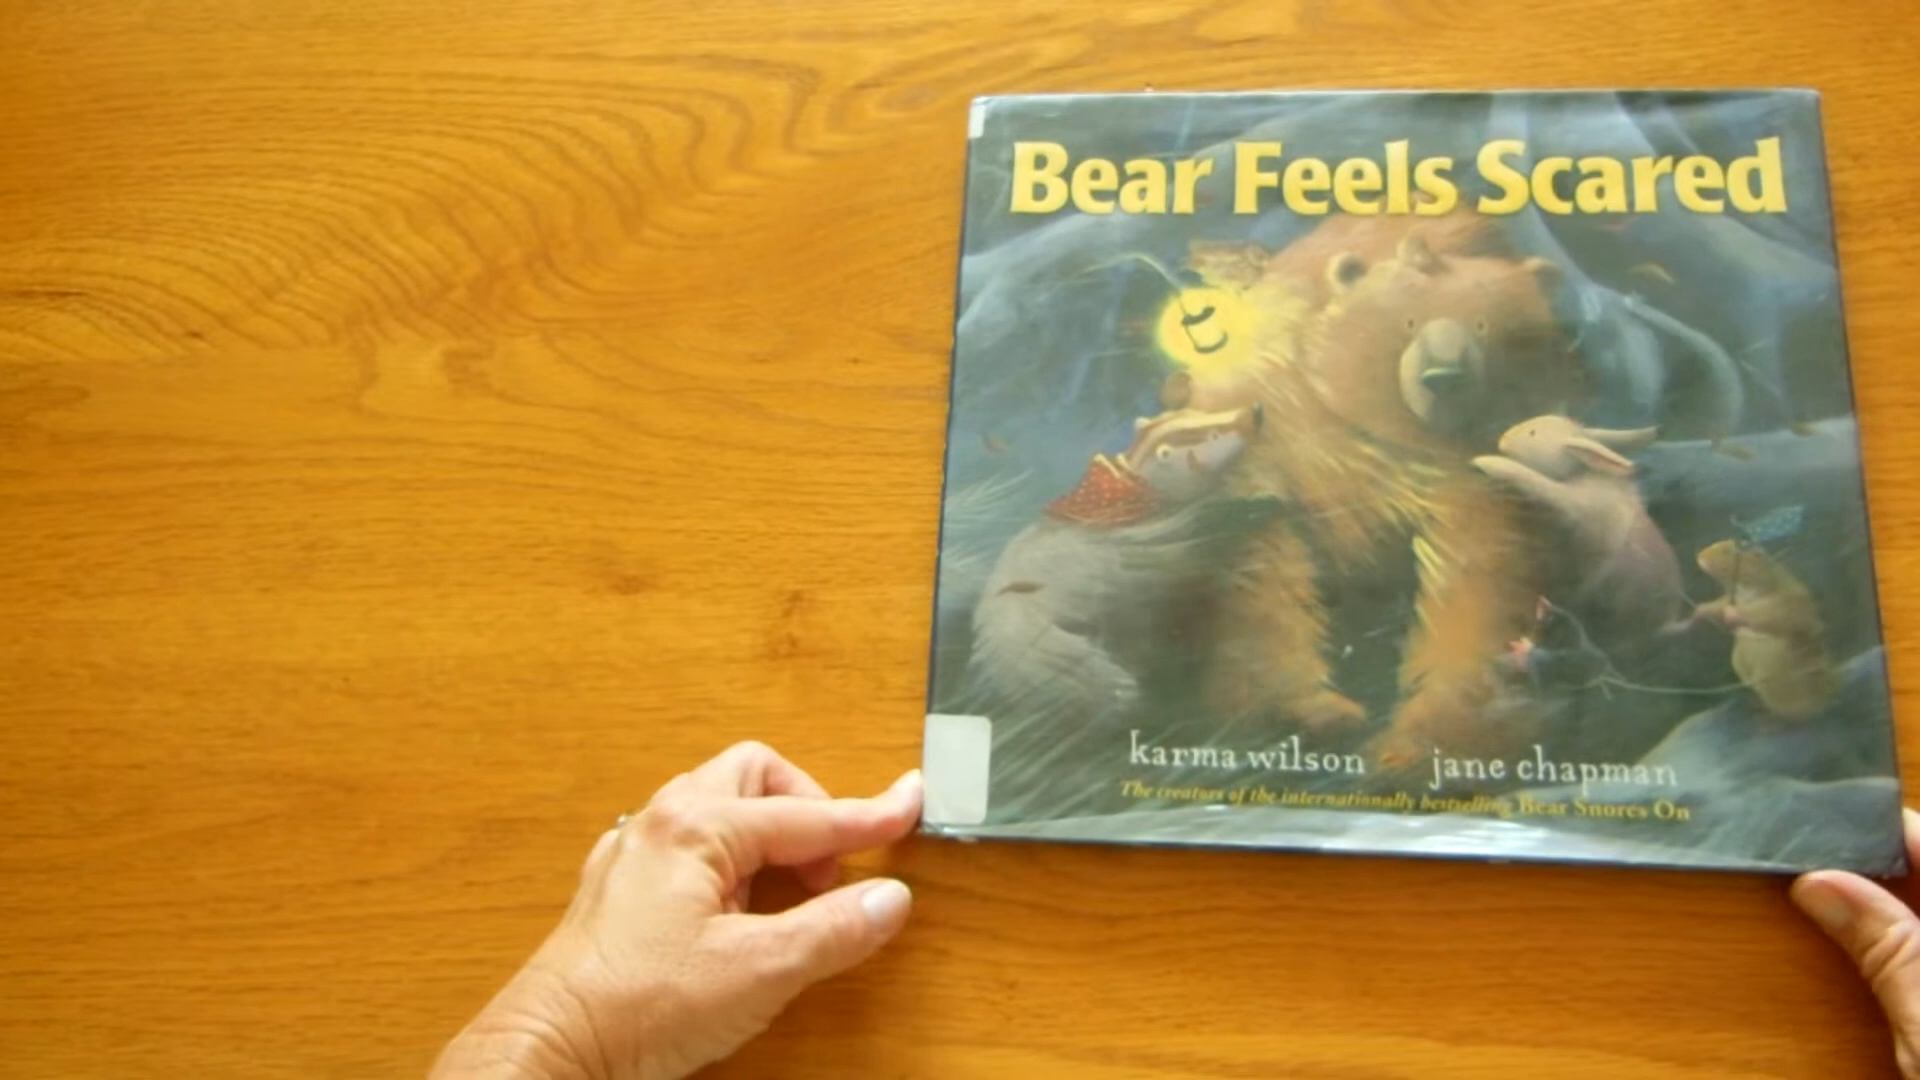 Bear Feels Scared
karma wilson jane chapman
The creators of the internationally bestselling Bear Snores On